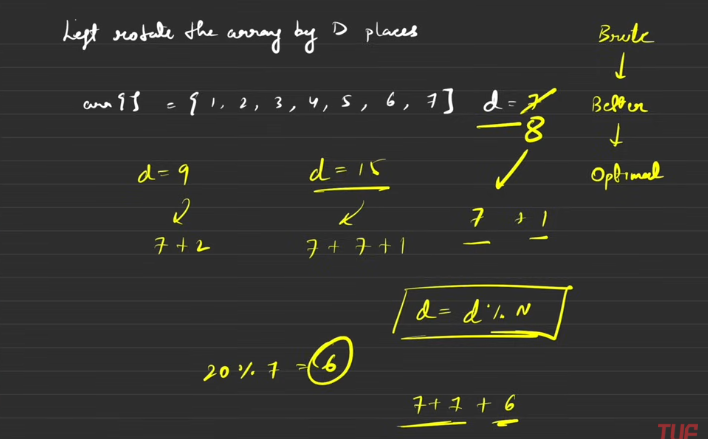 Left rotate the array by D places
arr[] = [1, 2, 3, 4, 5, 6, 7] d = 7
8
Brute
Better
Optimal
d = 9
7 + 2
d = 15
7 + 7 + 1
7 + 1
d = d % N
20 % 7 = 6
7 + 7 + 6
TUF